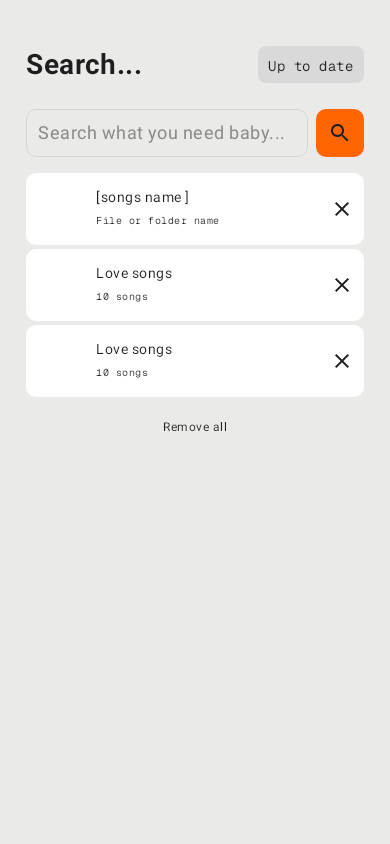 Search...
Up to date
Search what you need baby...
[songs name]
File or folder name
Love songs
10 songs
Love songs
10 songs
Remove all